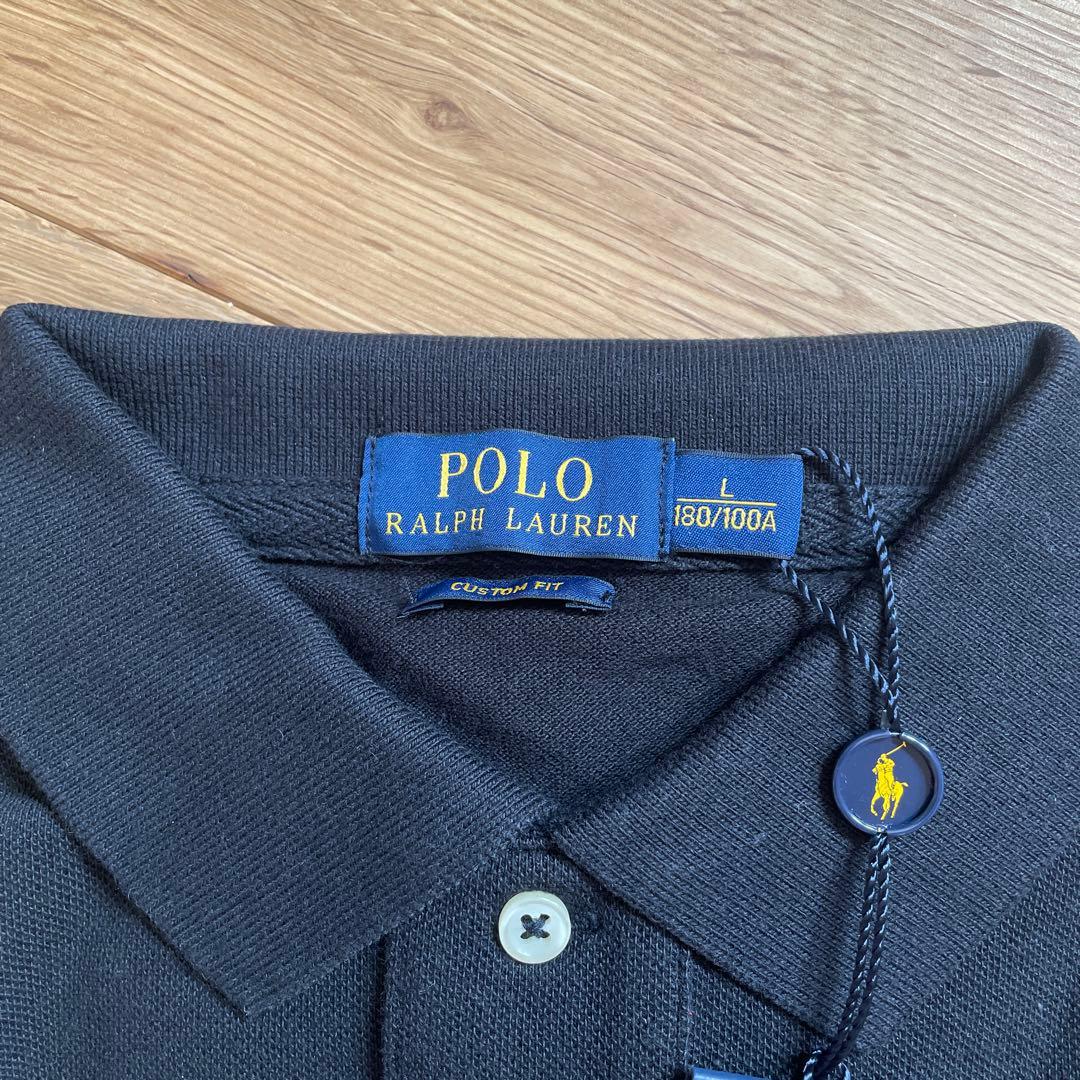 POLO
RALPH LAUREN
L
180/100A
CUSTOM FIT